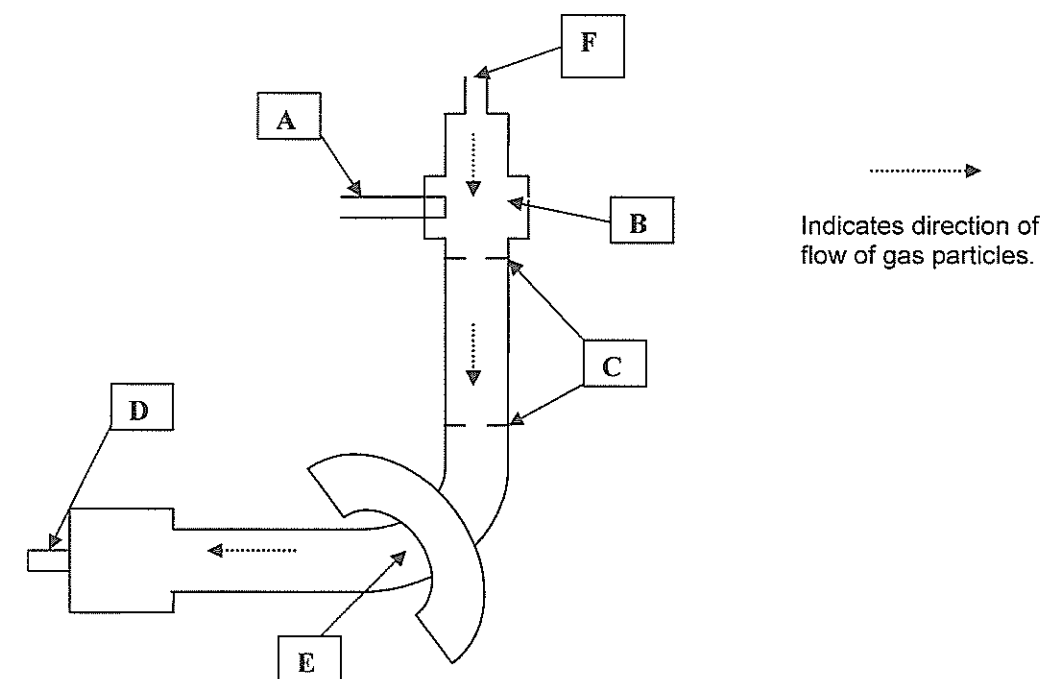 F
A
B
Indicates direction of
flow of gas particles.
C
D
E